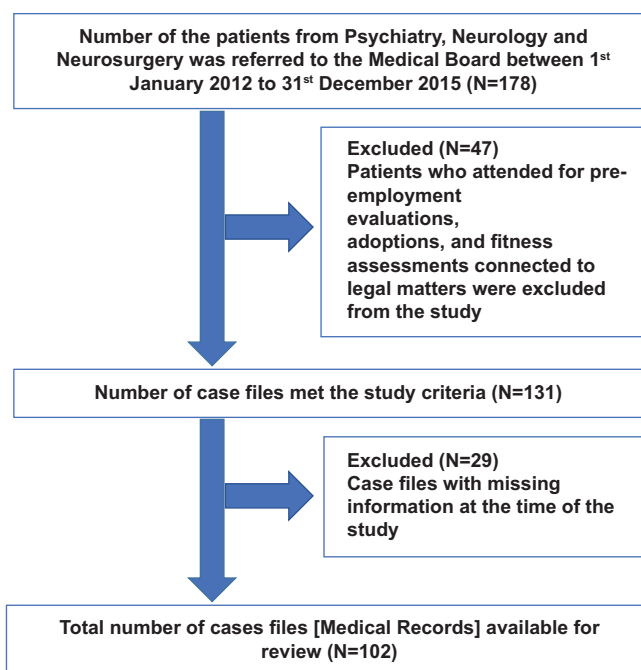 Number of the patients from Psychiatry, Neurology and
Neurosurgery was referred to the Medical Board between 1st
January 2012 to 31st December 2015 (N=178)
Excluded (N=47)
Patients who attended for pre-
employment
evaluations,
adoptions, and fitness
assessments connected to
legal matters were excluded
from the study
Number of case files met the study criteria (N=131)
Excluded (N=29)
Case files with missing
information at the time of the
study
Total number of cases files [Medical Records] available for
review (N=102)